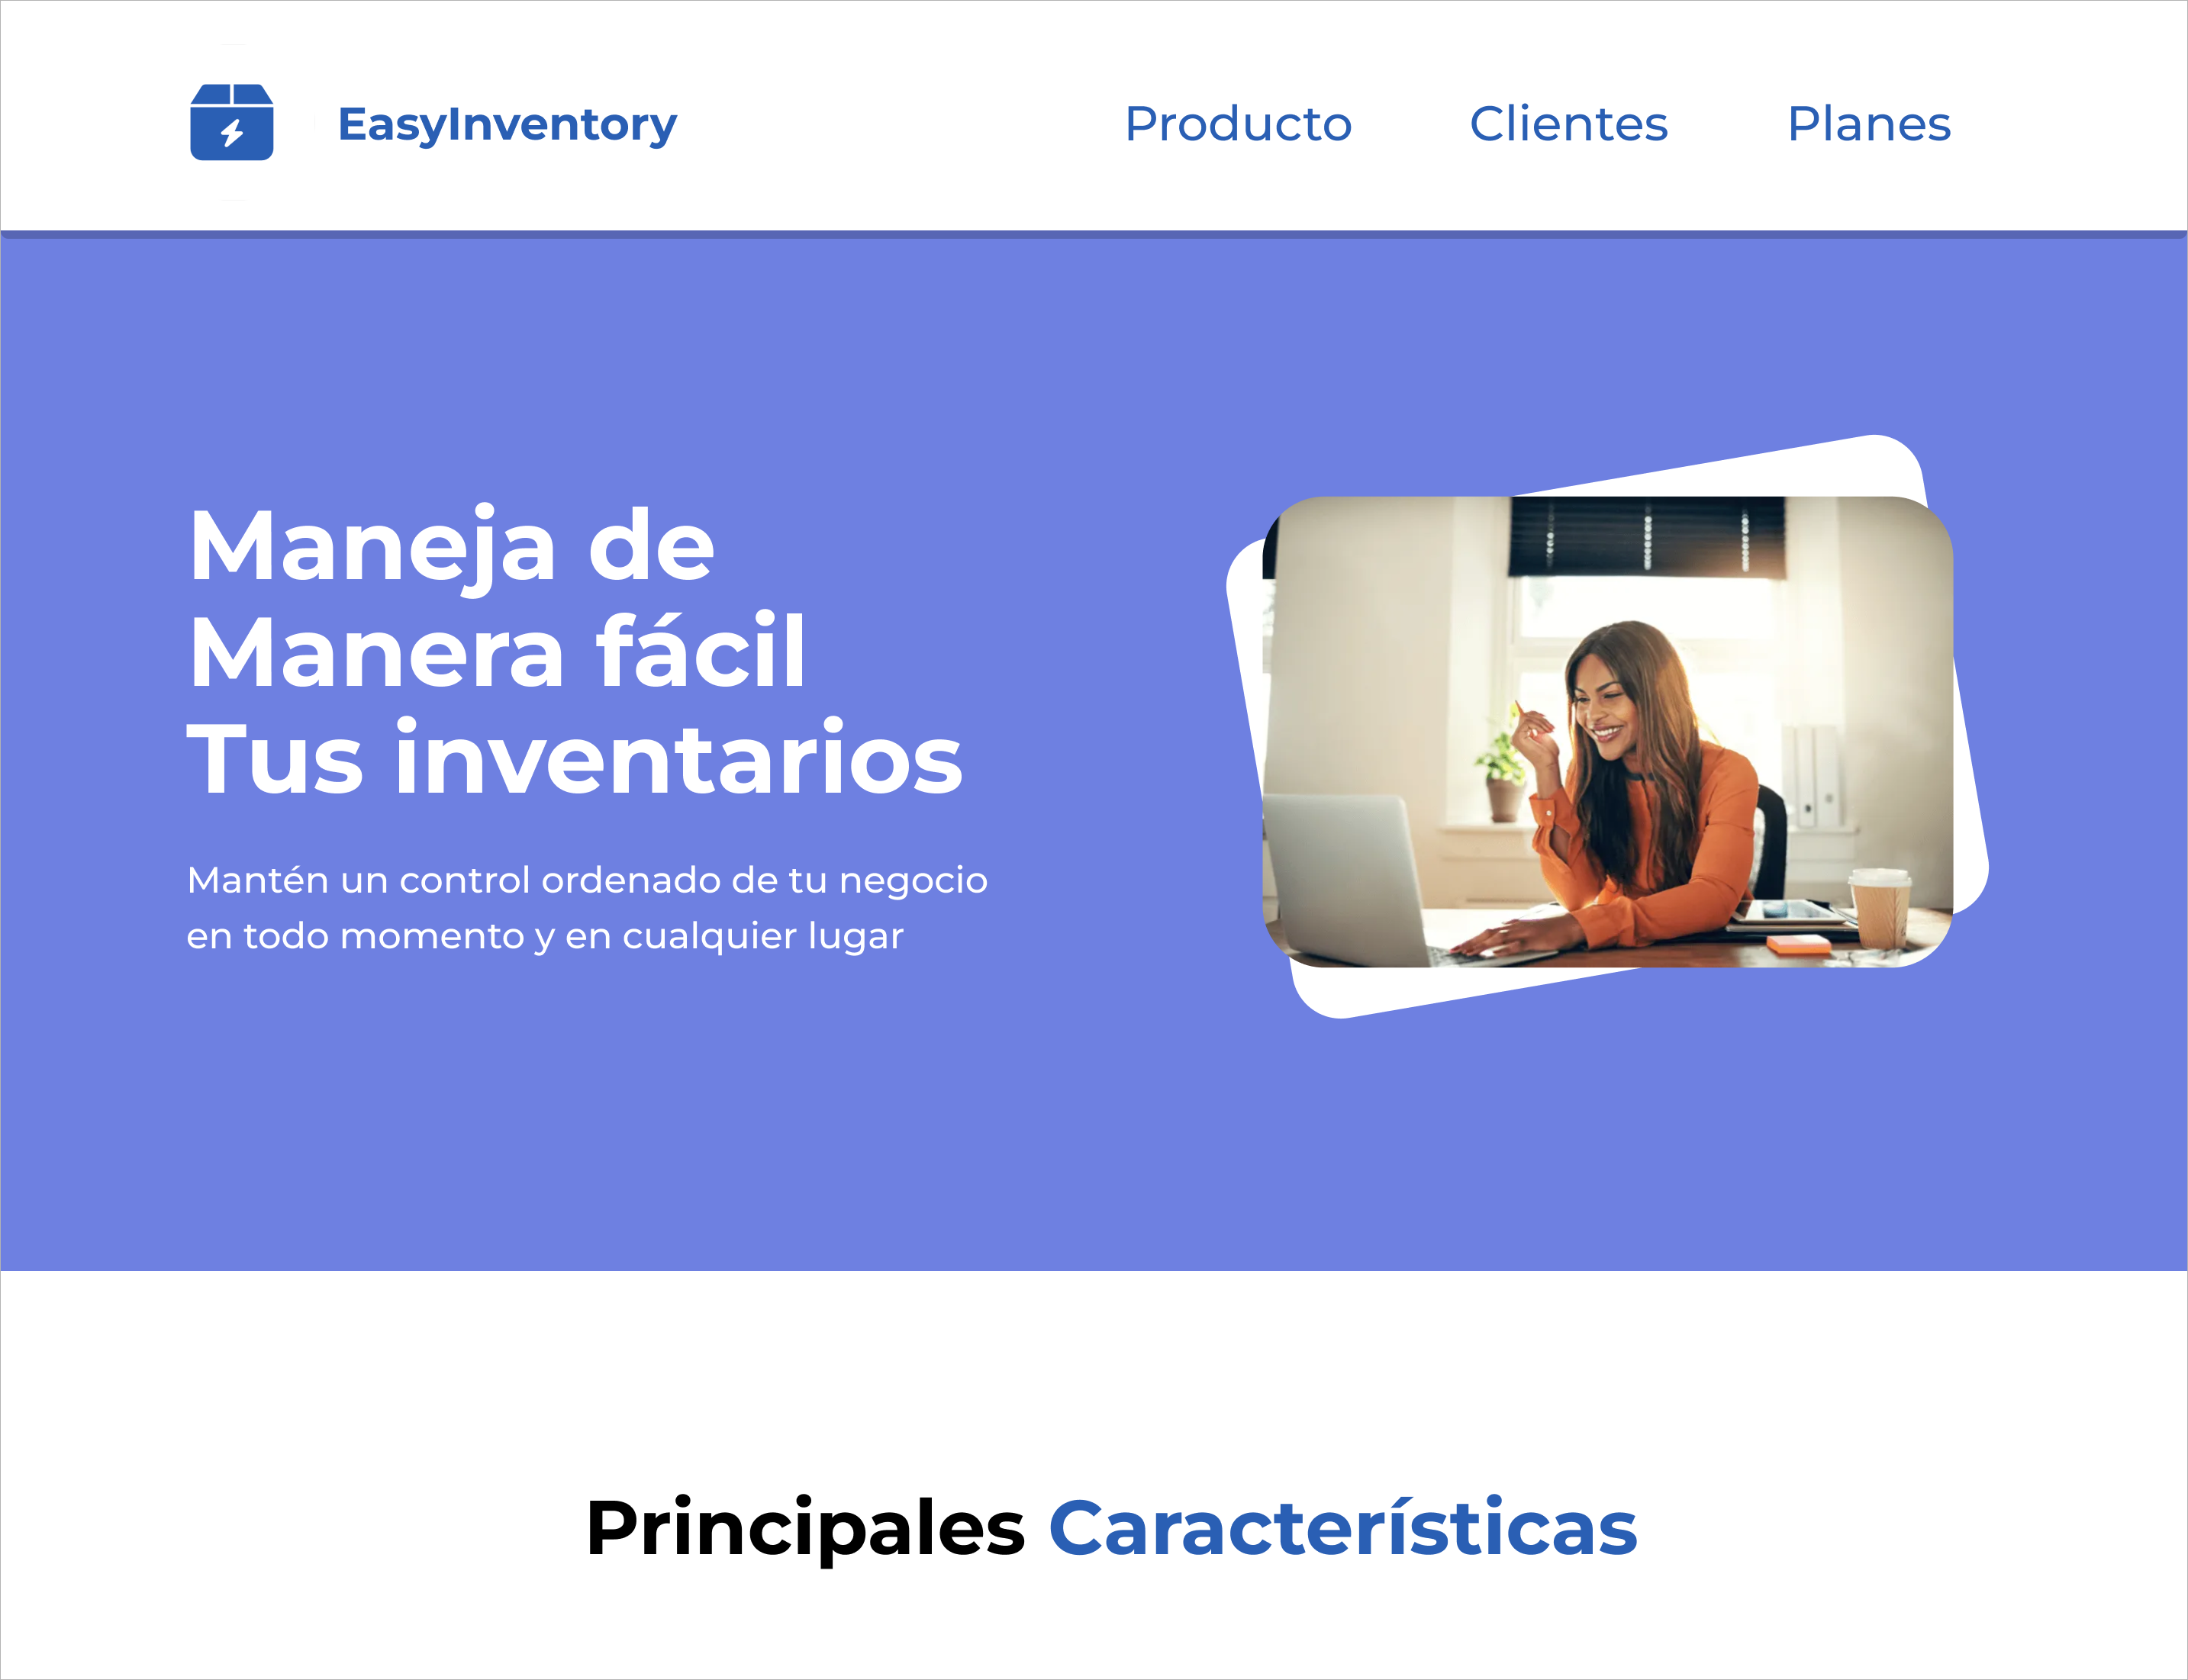 EasyInventory
Producto
Clientes
Planes
Maneja de
Manera fácil
Tus inventarios
Mantén un control ordenado de tu negocio
en todo momento y en cualquier lugar
Principales Características